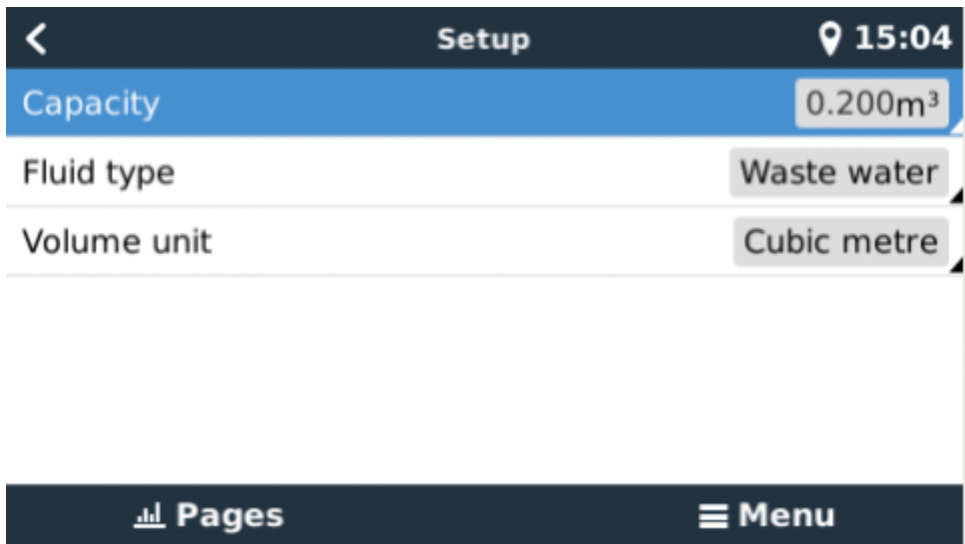 Setup 15:04
Capacity 0.200m³
Fluid type Waste water
Volume unit Cubic metre
Pages Menu